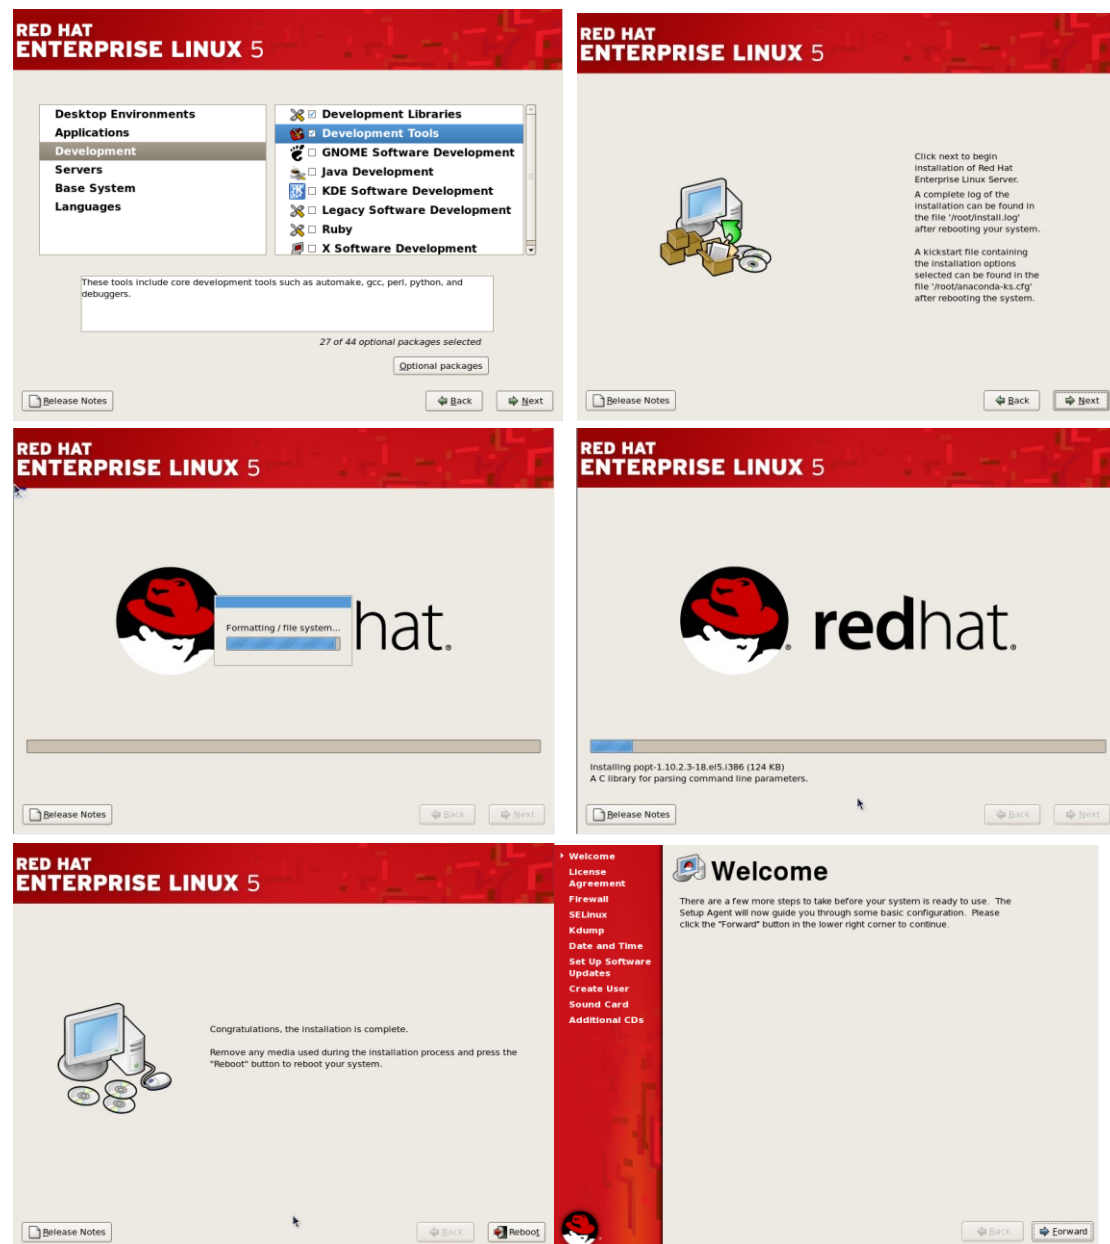 RED HAT
ENTERPRISE LINUX 5
Desktop Environments
Applications
Development
Servers
Base System
Languages
Development Libraries
Development Tools
GNOME Software Development
Java Development
KDE Software Development
Legacy Software Development
Ruby
X Software Development
These tools include core development tools such as automake, gcc, perl, python, and
debuggers.
27 of 44 optional packages selected
Optional packages
Release Notes
Back
Next
RED HAT
ENTERPRISE LINUX 5
Click next to begin
installation of Red Hat
Enterprise Linux Server.
A complete log of the
installation can be found in
the file '/root/install.log'
after rebooting your system.
A kickstart file containing
the installation options
selected can be found in the
file '/root/anaconda-ks.cfg'
after rebooting the system.
Release Notes
Back
Next
RED HAT
ENTERPRISE LINUX 5
Formatting / file system...
hat.
Release Notes
Back
Next
RED HAT
ENTERPRISE LINUX 5
redhat.
Installing popt-1.10.2.3-18.el5.i386 (124 KB)
A C library for parsing command line parameters.
Release Notes
Back
Next
RED HAT
ENTERPRISE LINUX 5
Congratulations, the installation is complete.
Remove any media used during the installation process and press the
"Reboot" button to reboot your system.
Release Notes
Back
Reboot
Welcome
License
Agreement
Firewall
SELinux
Kdump
Date and Time
Set Up Software
Updates
Create User
Sound Card
Additional CDs
Welcome
There are a few more steps to take before your system is ready to use. The
Setup Agent will now guide you through some basic configuration. Please
click the "Forward" button in the lower right corner to continue.
Back
Forward